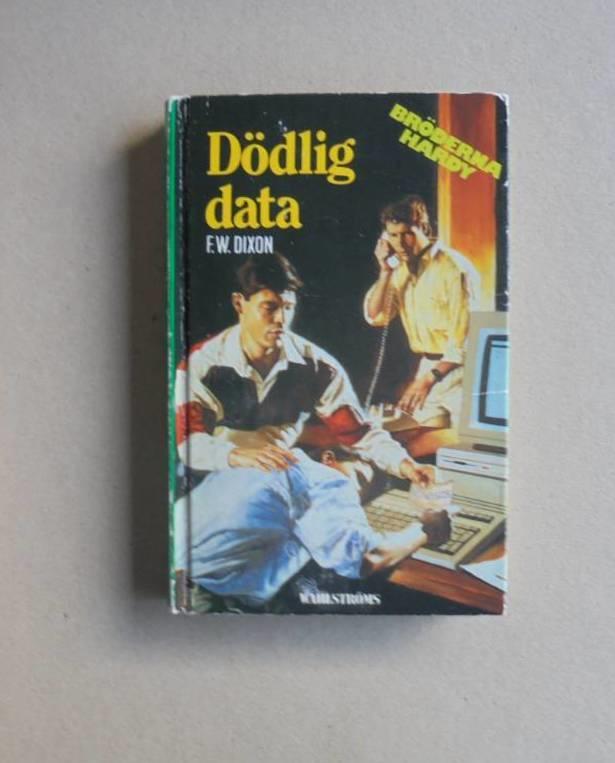 Dödlig
data
F.W. DIXON
BRÖDERNA
HARDY
WAHLSTRÖMS